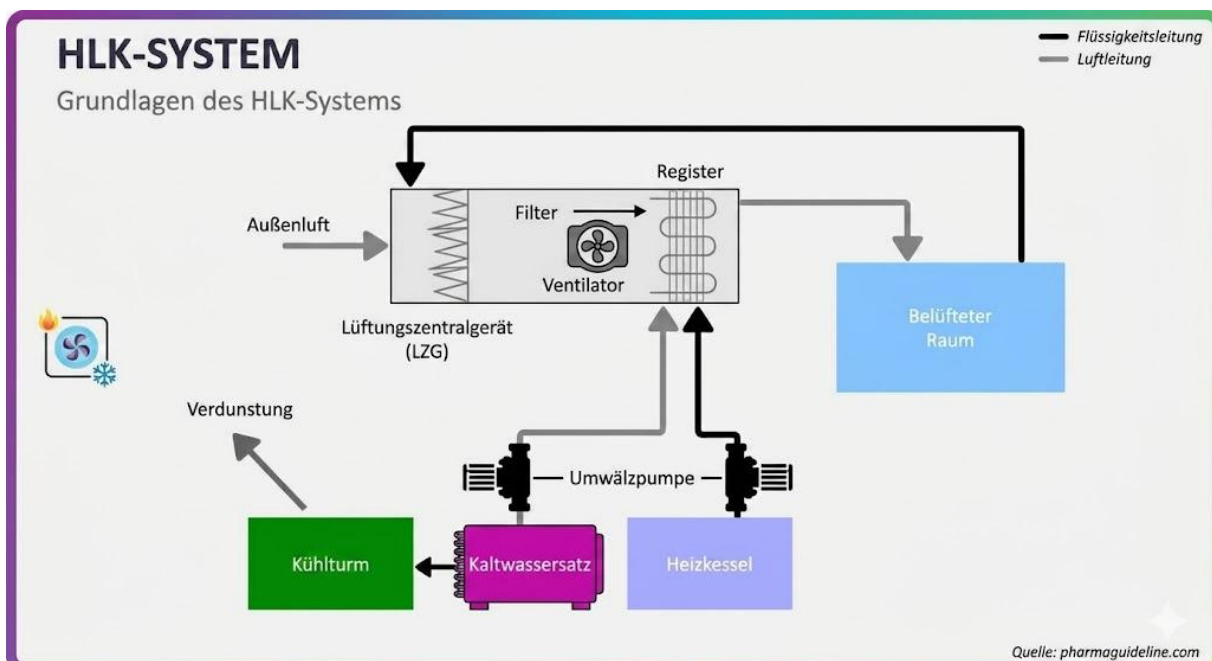 HLK-SYSTEM
Grundlagen des HLK-Systems
Flüssigkeitsleitung
Luftleitung
Register
Filter
Außenluft
Ventilator
Lüftungszentralgerät
(LZG)
Belüfteter
Raum
Verdunstung
Umwälzpumpe
Kühlturm
Kaltwassersatz
Heizkessel
Quelle: pharmaguideline.com